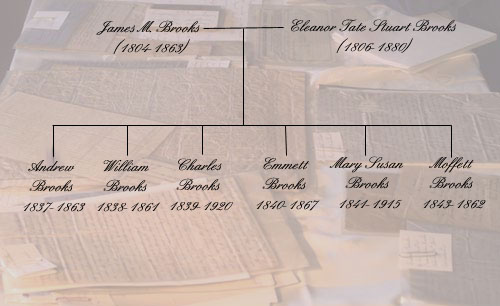 James M. Brooks
Eleanor Tate Stuart Brooks
(1804-1863)
(1806-1880)
Andrew
Brooks
1837-1863
William
Brooks
1838-1861
Charles
Brooks
1839-1920
Emmett
Brooks
1840-1867
Mary Susan
Brooks
1841-1915
Moffett
Brooks
1843-1862